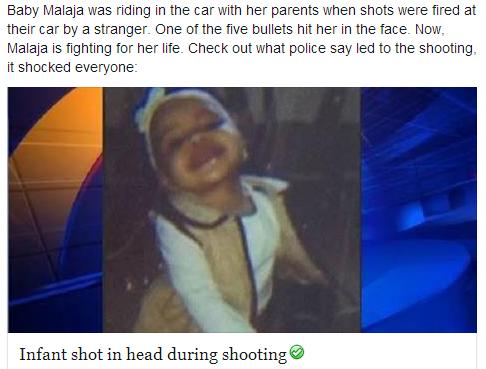 Baby Malaja was riding in the car with her parents when shots were fired at
their car by a stranger. One of the five bullets hit her in the face. Now,
Malaja is fighting for her life. Check out what police say led to the shooting,
it shocked everyone:
Infant shot in head during shooting